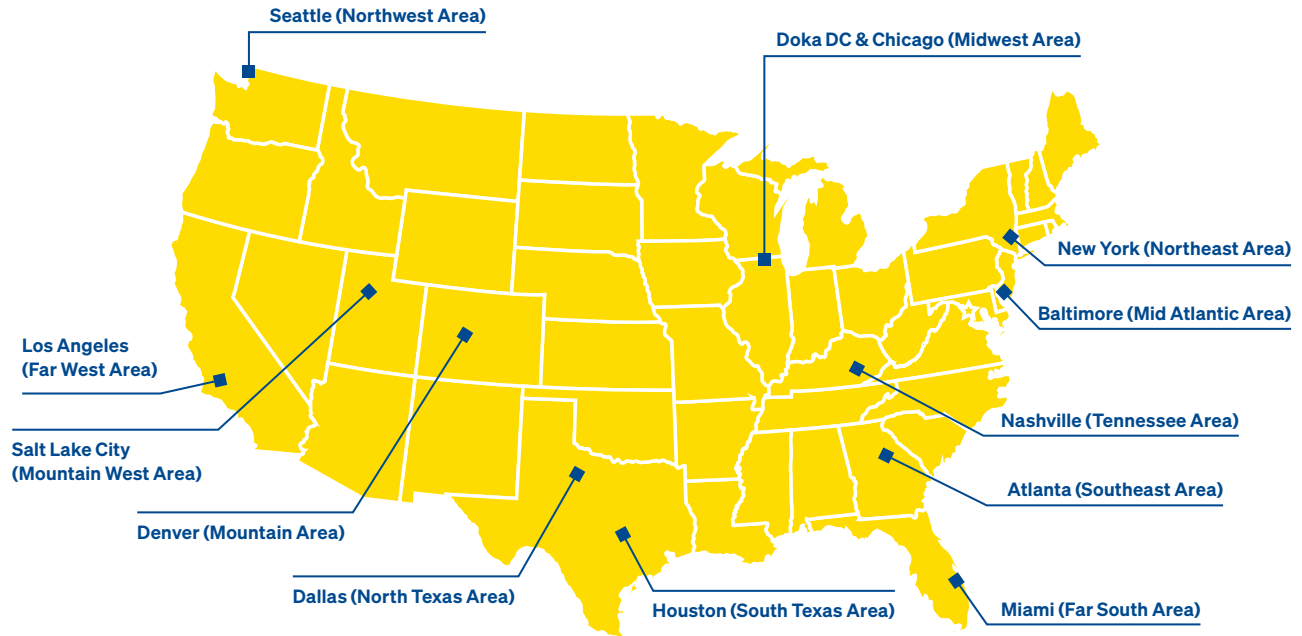 Seattle (Northwest Area)
Doka DC & Chicago (Midwest Area)
New York (Northeast Area)
Baltimore (Mid Atlantic Area)
Los Angeles
(Far West Area)
Nashville (Tennessee Area)
Salt Lake City
(Mountain West Area)
Atlanta (Southeast Area)
Denver (Mountain Area)
Dallas (North Texas Area)
Houston (South Texas Area)
Miami (Far South Area)